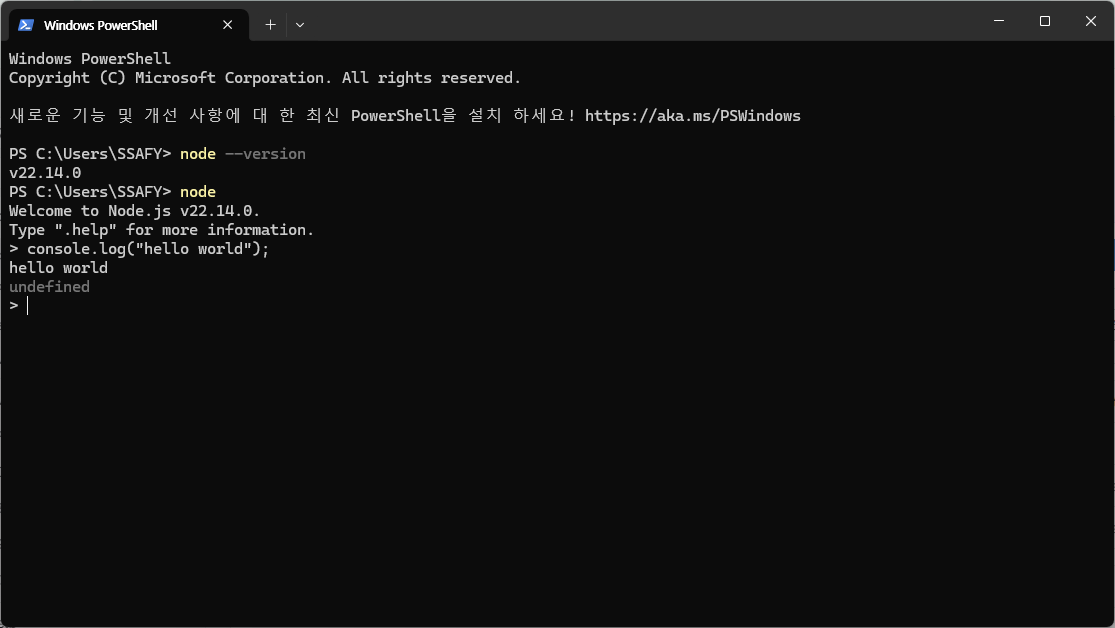 Windows PowerShell
Windows PowerShell
Copyright (C) Microsoft Corporation. All rights reserved.
새로운 기능 및 개선 사항에 대 한 최신 PowerShell을 설치 하세요! https://aka.ms/PSWindows
PS C:\Users\SSAFY> node --version
v22.14.0
PS C:\Users\SSAFY> node
Welcome to Node.js v22.14.0.
Type ".help" for more information.
> console.log("hello world");
hello world
undefined
>